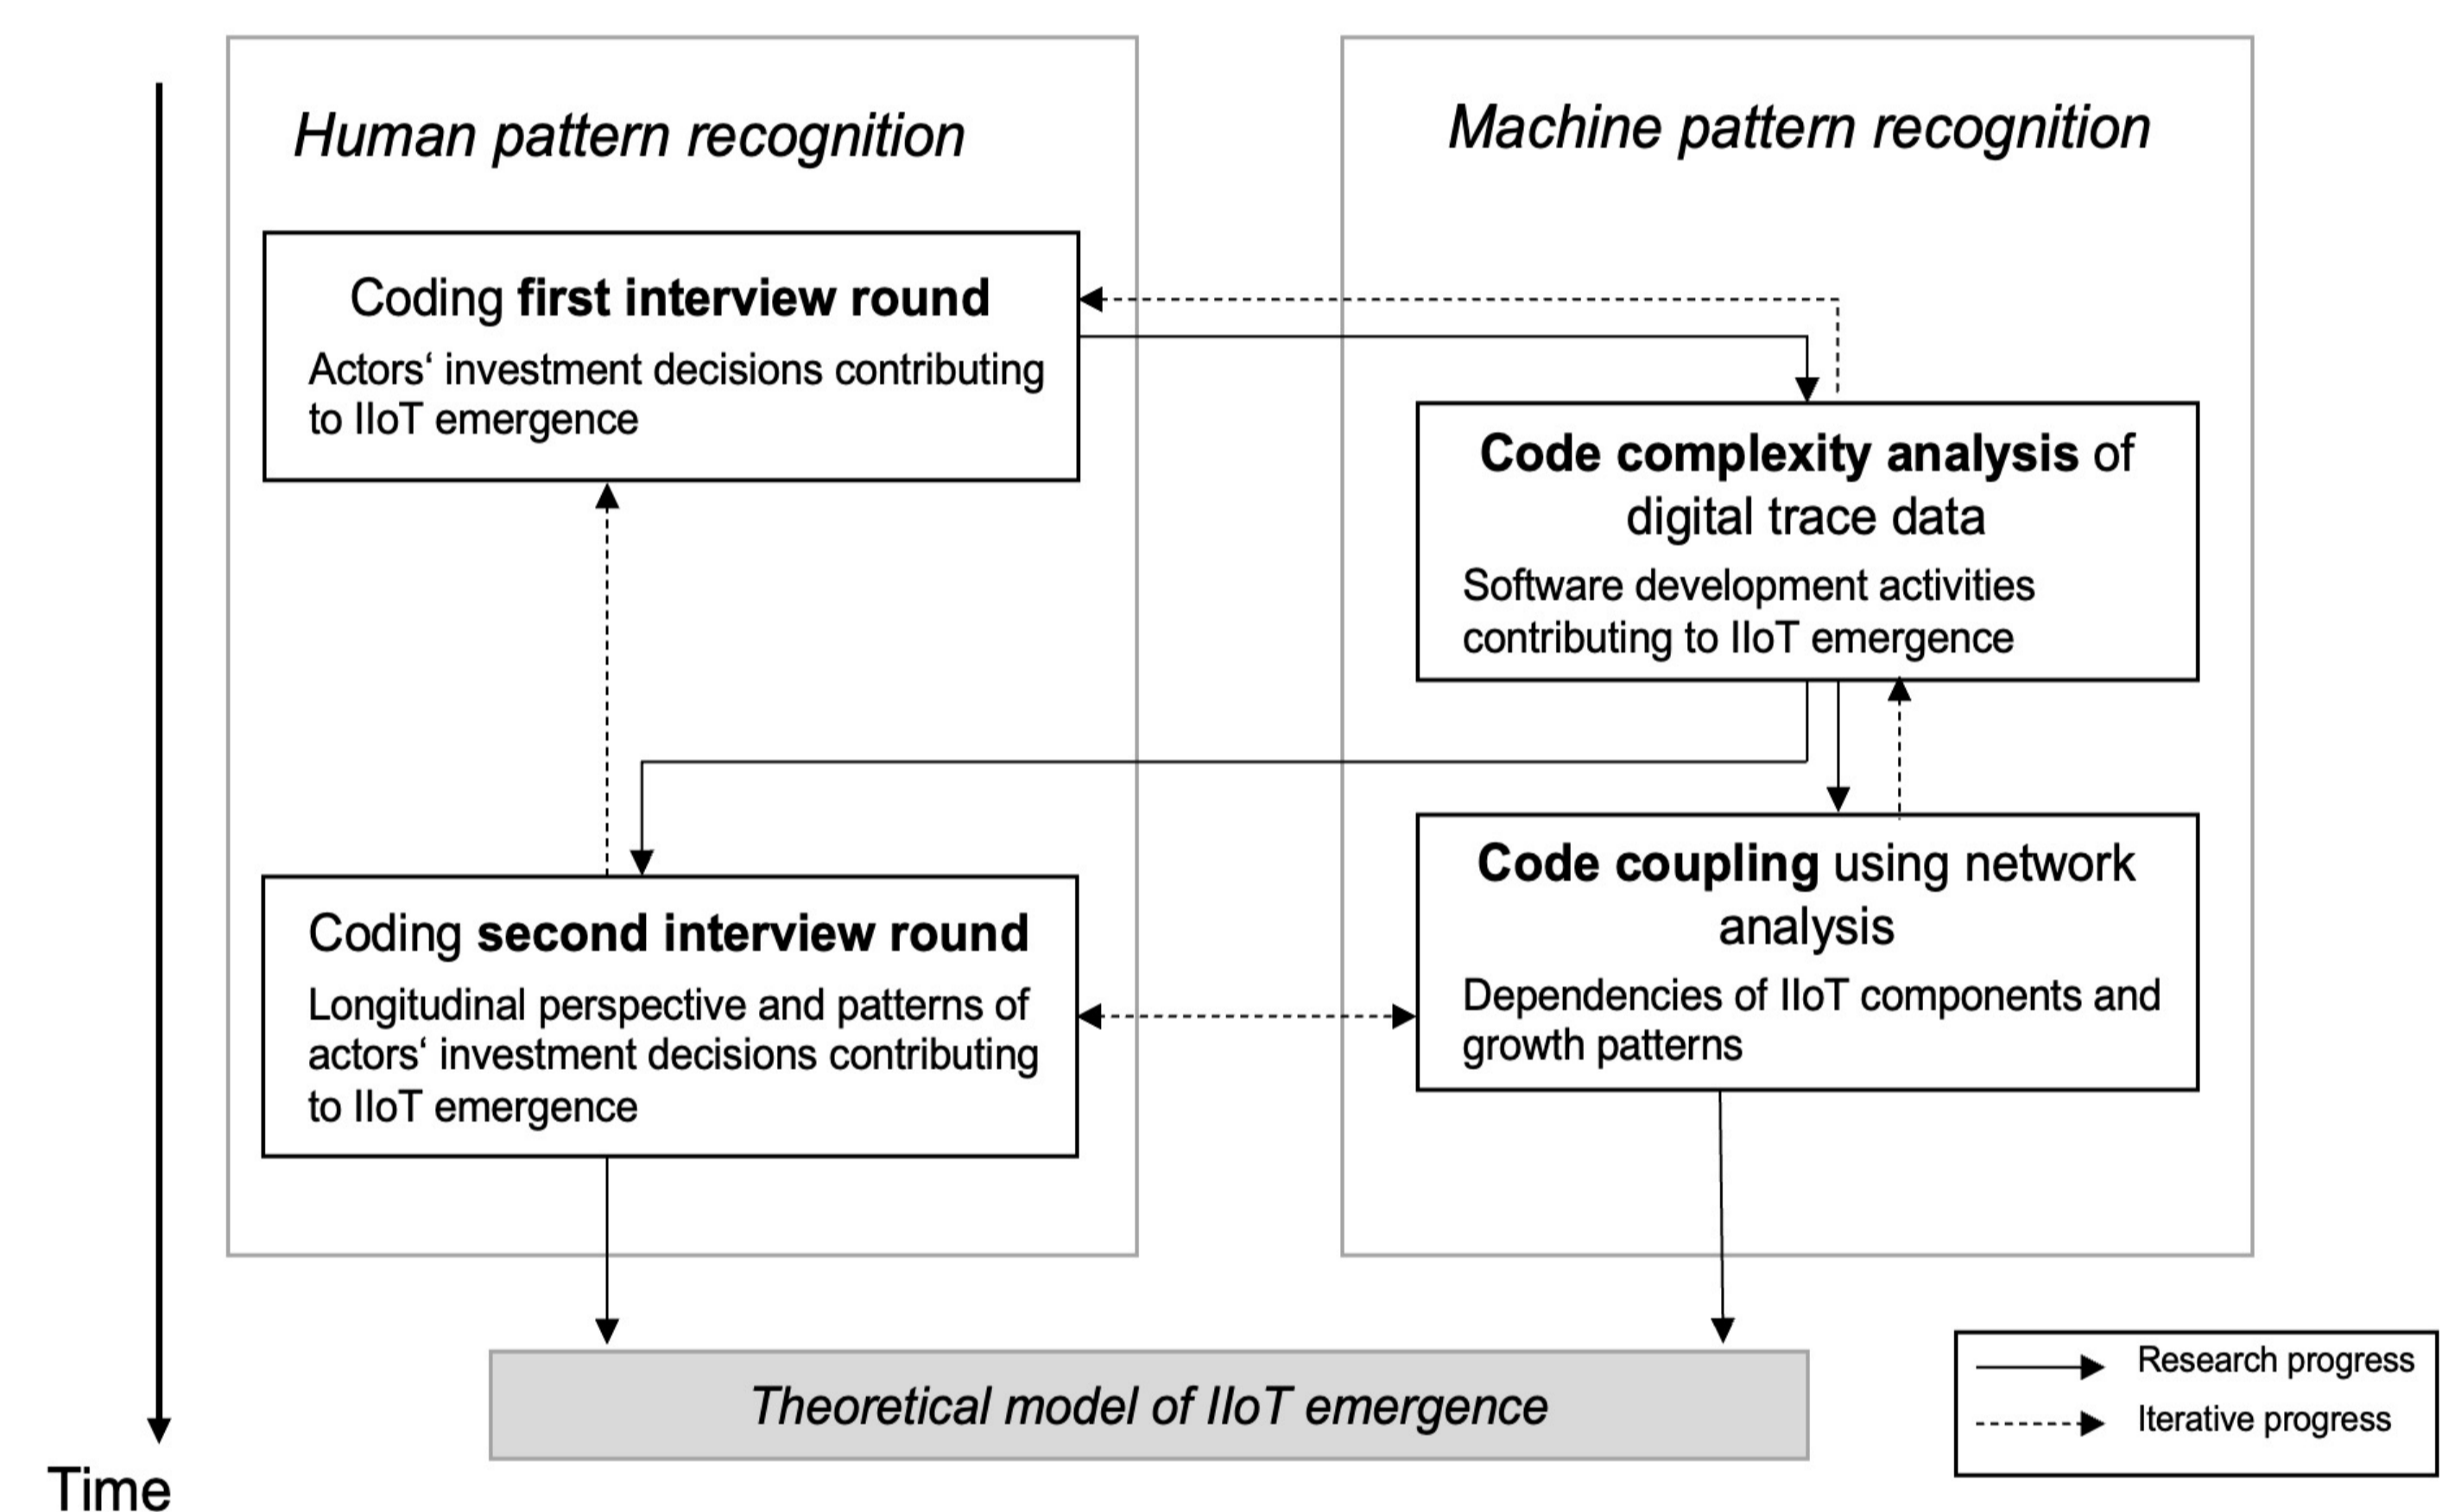 Human pattern recognition
Coding first interview round
Actors‘ investment decisions contributing
to IIoT emergence
Coding second interview round
Longitudinal perspective and patterns of
actors‘ investment decisions contributing
to IIoT emergence
Machine pattern recognition
Code complexity analysis of
digital trace data
Software development activities
contributing to IIoT emergence
Code coupling using network
analysis
Dependencies of IIoT components and
growth patterns
Theoretical model of IIoT emergence
Research progress
Iterative progress
Time